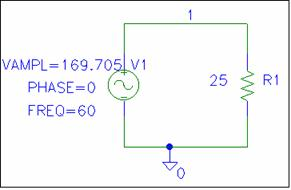 1
VAMPL=169.705 V1
PHASE=0
FREQ=60
25 R1
0